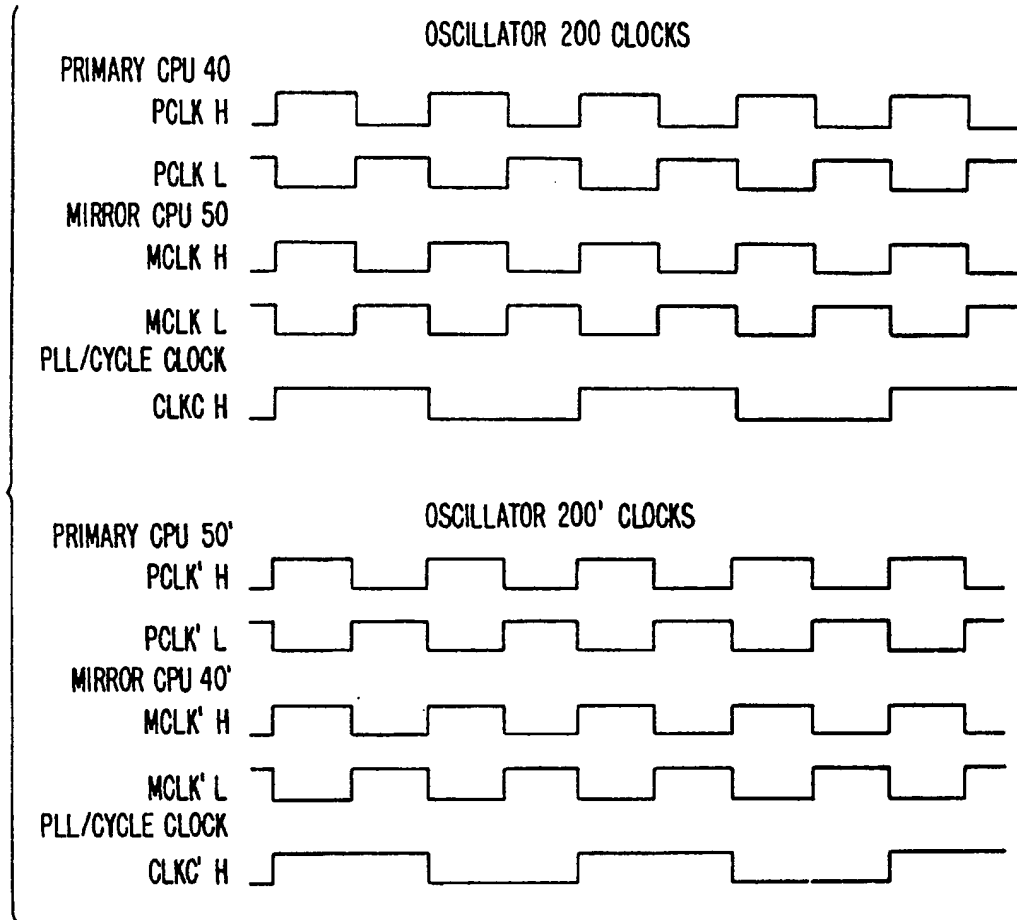 OSCILLATOR 200 CLOCKS
PRIMARY CPU 40
PCLK H
PCLK L
MIRROR CPU 50
MCLK H
MCLK L
PLL/CYCLE CLOCK
CLKC H
OSCILLATOR 200' CLOCKS
PRIMARY CPU 50'
PCLK' H
PCLK' L
MIRROR CPU 40'
MCLK' H
MCLK' L
PLL/CYCLE CLOCK
CLKC' H